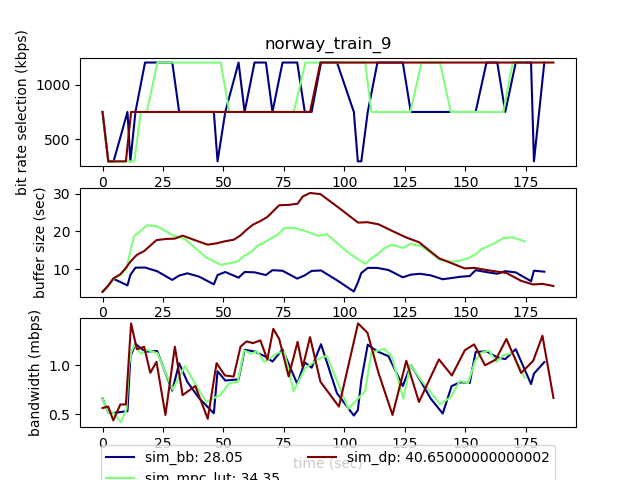 norway_train_9
bit rate selection (kbps)
1000
500
0 25 50 75 100 125 150 175
buffer size (sec)
30
20
10
0 25 50 75 100 125 150 175
bandwidth (mbps)
1.0
0.5
0 25 50 75 100 125 150 175
time (sec)
sim_bb: 28.05 sim_dp: 40.65000000000002
sim_mpc_lut: 34.35